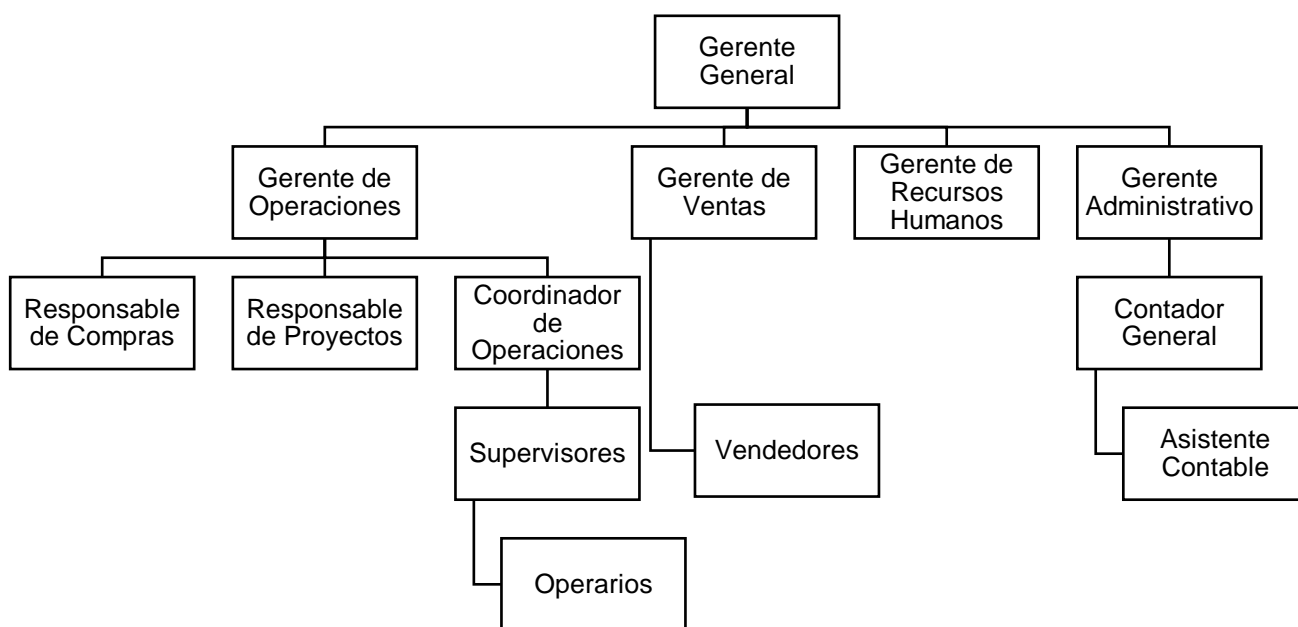 Gerente
General
Gerente de
Operaciones
Gerente de
Ventas
Gerente de
Recursos
Humanos
Gerente
Administrativo
Responsable
de Compras
Responsable
de Proyectos
Coordinador
de
Operaciones
Contador
General
Supervisores
Vendedores
Asistente
Contable
Operarios